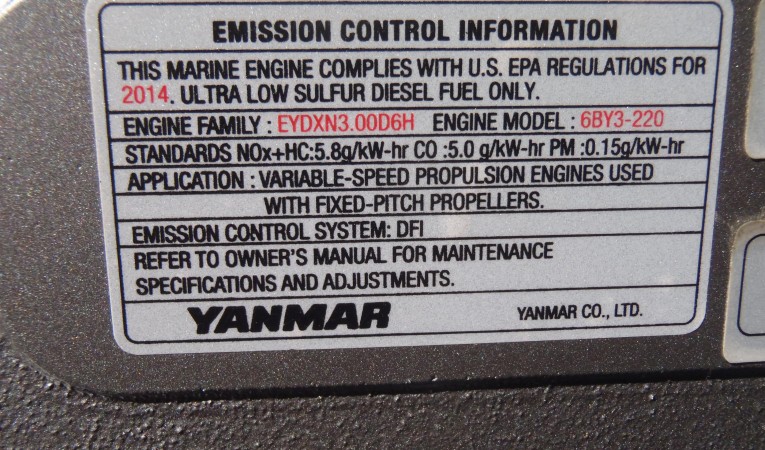 EMISSION CONTROL INFORMATION
THIS MARINE ENGINE COMPLIES WITH U.S. EPA REGULATIONS FOR
2014. ULTRA LOW SULFUR DIESEL FUEL ONLY.
ENGINE FAMILY : EYDXN3.00D6H ENGINE MODEL : 6BY3-220
STANDARDS NOx+HC:5.8g/kW-hr CO :5.0 g/kW-hr PM :0.15g/kW-hr
APPLICATION : VARIABLE-SPEED PROPULSION ENGINES USED
WITH FIXED-PITCH PROPELLERS.
EMISSION CONTROL SYSTEM: DFI
REFER TO OWNER'S MANUAL FOR MAINTENANCE
SPECIFICATIONS AND ADJUSTMENTS.
YANMAR YANMAR CO., LTD.